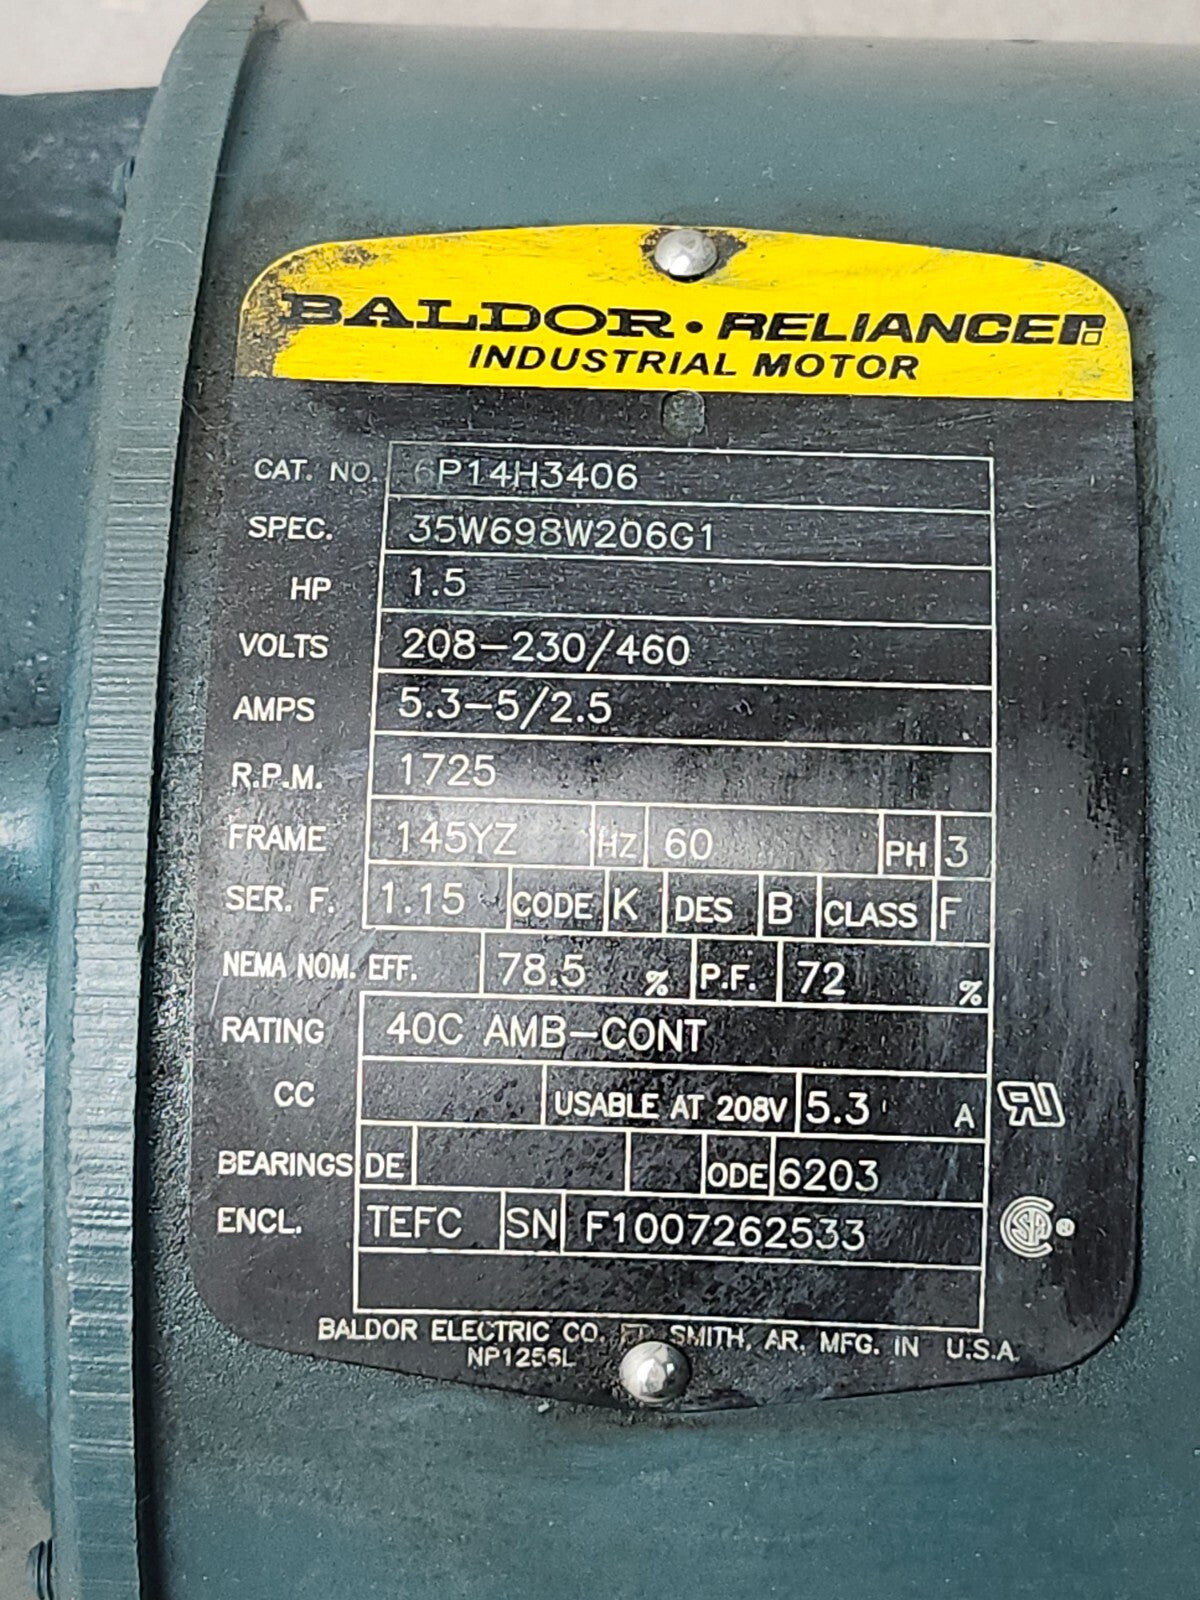 BALDOR • RELIANCER
INDUSTRIAL MOTOR
CAT. NO. 6P14H3406
SPEC. 35W698W206G1
HP 1.5
VOLTS 208-230/460
AMPS 5.3-5/2.5
R.P.M. 1725
FRAME 145YZ HZ 60 PH 3
SER. F. 1.15 CODE K DES B CLASS F
NEMA NOM. EFF. 78.5 % P.F. 72 %
RATING 40C AMB-CONT
CC USABLE AT 208V 5.3 A
BEARINGS DE ODE 6203
ENCL. TEFC SN F1007262533
BALDOR ELECTRIC CO. FT. SMITH, AR. MFG. IN U.S.A.
NP1256L